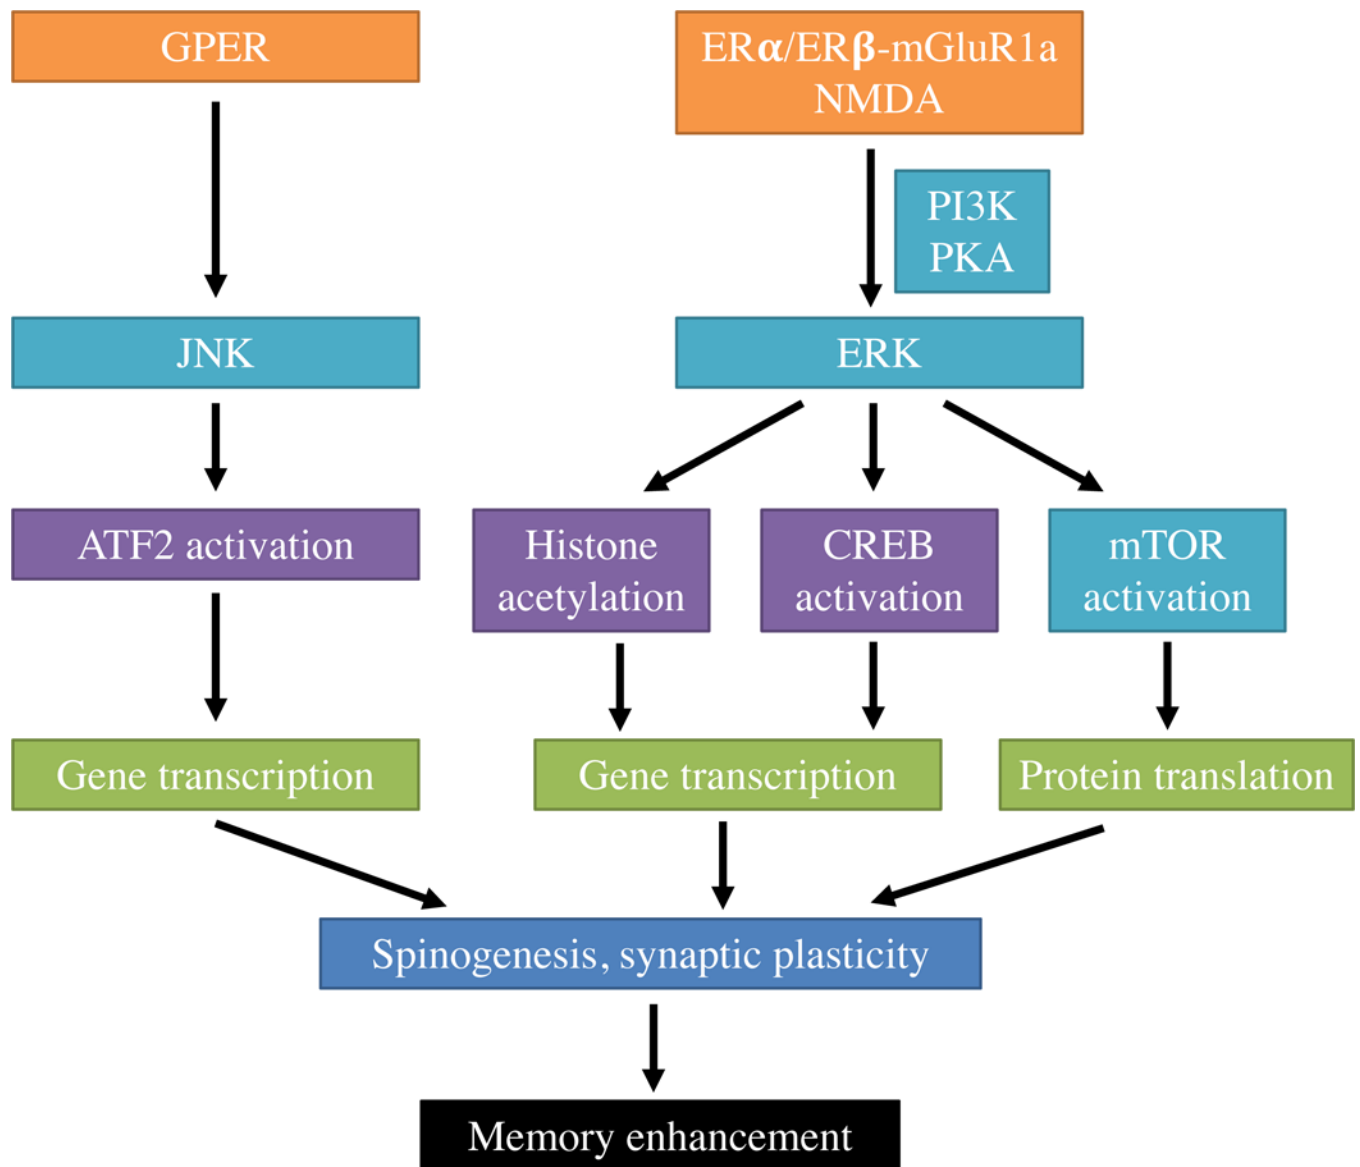 GPER
ERα/ERβ-mGluR1a
NMDA
PI3K
PKA
JNK
ERK
ATF2 activation
Histone
acetylation
CREB
activation
mTOR
activation
Gene transcription
Gene transcription
Protein translation
Spinogenesis, synaptic plasticity
Memory enhancement